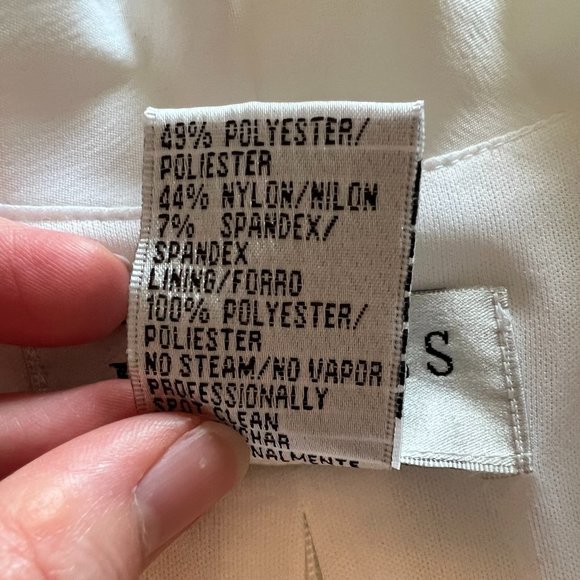 49% POLYESTER/
POLIESTER
44% NYLON/NILON
7% SPANDEX/
SPANDEX
LINING/FORRO
100% POLYESTER/
POLIESTER
NO STEAM/NO VAPOR
PROFESSIONALLY
SPOT CLEAN
S